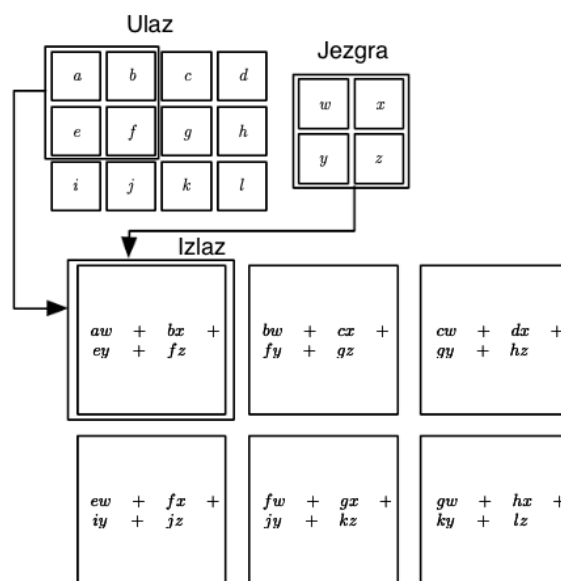 Ulaz
Jezgra
a b c d
w x
e f g h
y z
i j k l
Izlaz
aw + bx + bw + cx + cw + dx +
ey + fz fy + gz gy + hz
ew + fx + fw + gx + gw + hx +
iy + jz jy + kz ky + lz